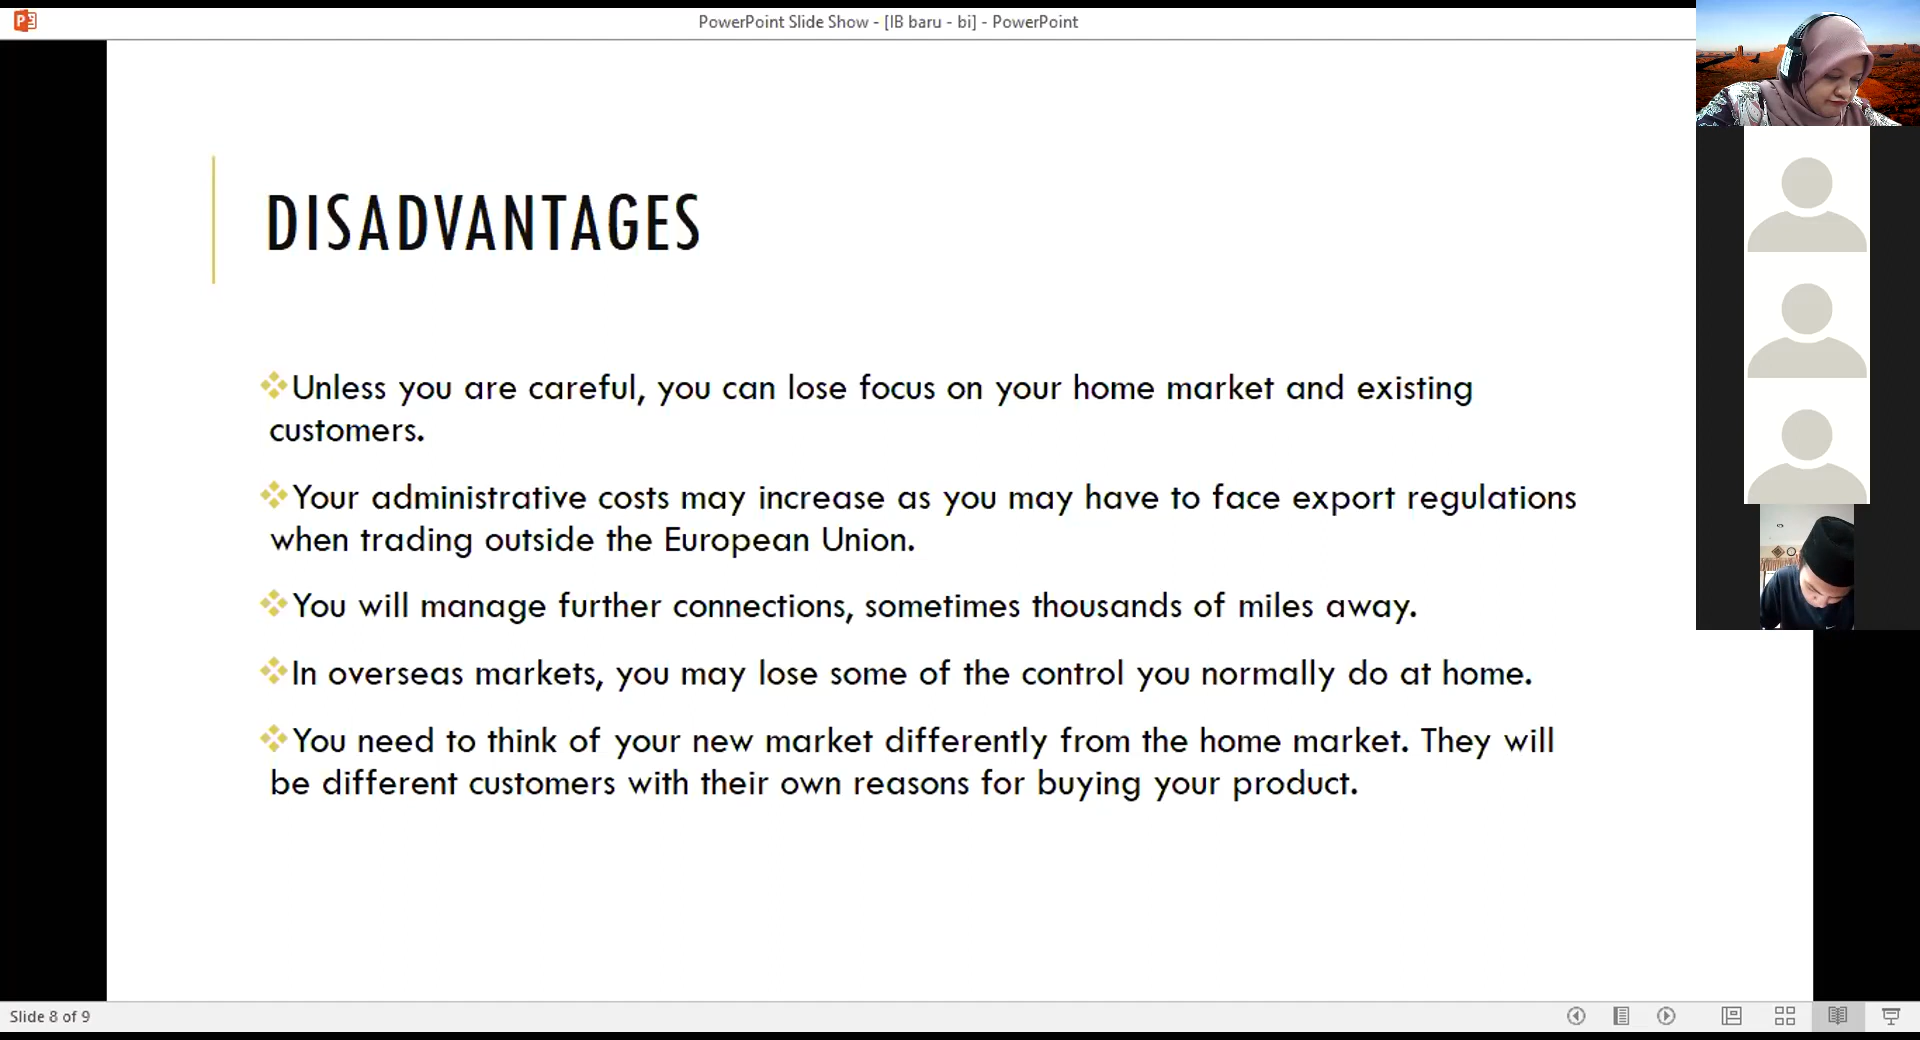 PowerPoint Slide Show - [IB baru - bi] - PowerPoint
DISADVANTAGES
Unless you are careful, you can lose focus on your home market and existing
customers.
Your administrative costs may increase as you may have to face export regulations
when trading outside the European Union.
You will manage further connections, sometimes thousands of miles away.
In overseas markets, you may lose some of the control you normally do at home.
You need to think of your new market differently from the home market. They will
be different customers with their own reasons for buying your product.
Slide 8 of 9